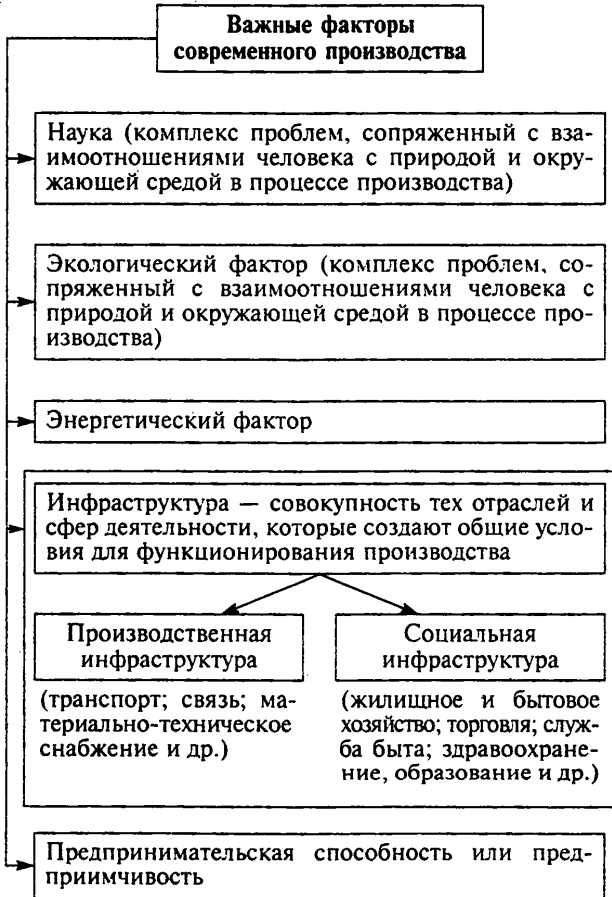 Важные факторы
современного производства
Наука (комплекс проблем, сопряженный с вза-
имоотношениями человека с природой и окру-
жающей средой в процессе производства)
Экологический фактор (комплекс проблем, со-
пряженный с взаимоотношениями человека с
природой и окружающей средой в процессе про-
изводства)
Энергетический фактор
Инфраструктура — совокупность тех отраслей и
сфер деятельности, которые создают общие усло-
вия для функционирования производства
Производственная
инфраструктура
(транспорт; связь; ма-
териально-техническое
снабжение и др.)
Социальная
инфраструктура
(жилищное и бытовое
хозяйство; торговля; служ-
ба быта; здравоохране-
ние, образование и др.)
Предпринимательская способность или пред-
приимчивость